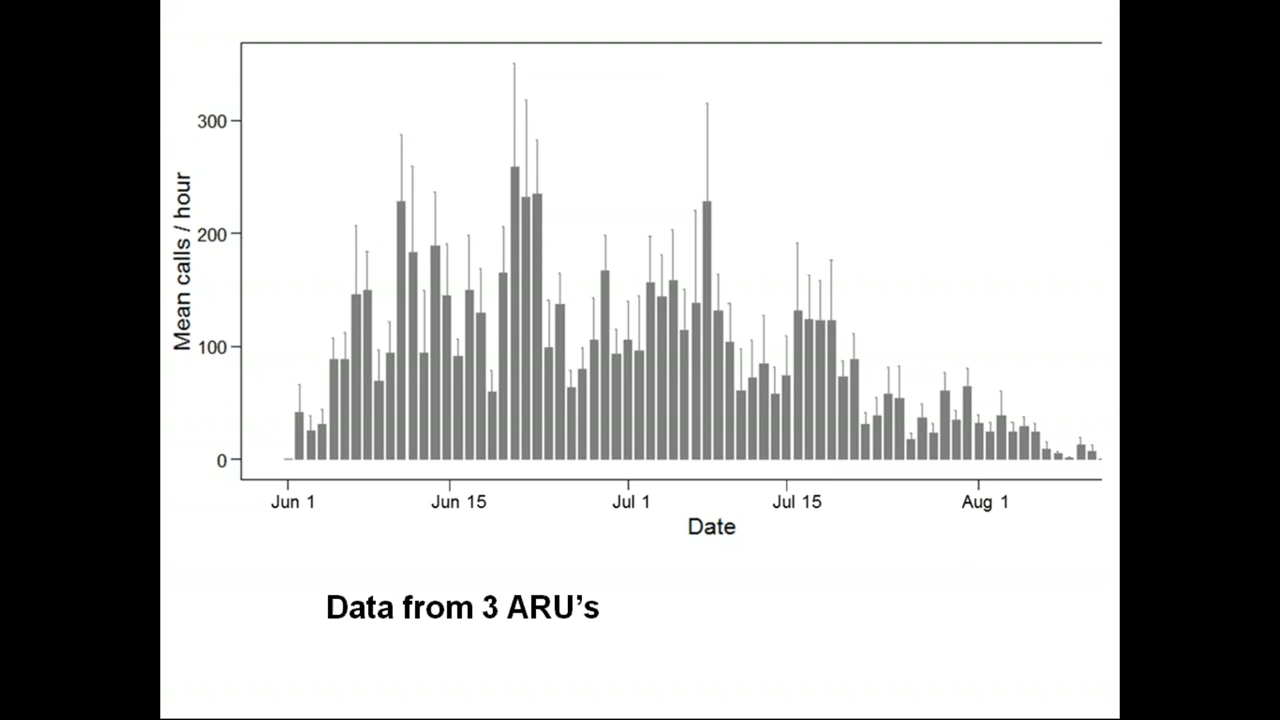 300
200
100
0
Mean calls / hour
Jun 1 Jun 15 Jul 1 Jul 15 Aug 1
Date
Data from 3 ARU’s